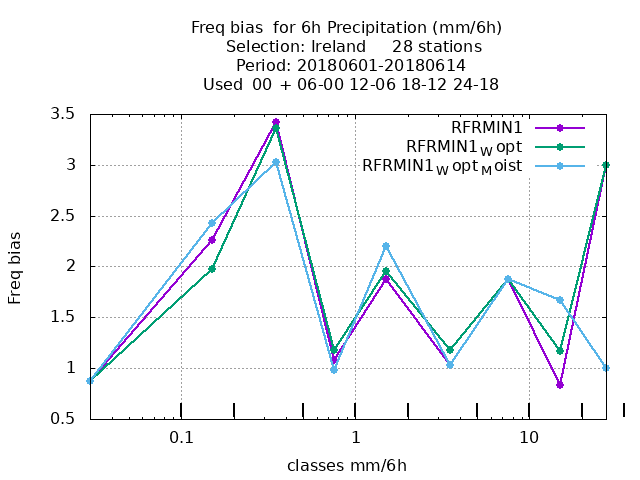 Freq bias  for 6h Precipitation (mm/6h)
Selection: Ireland     28 stations
Period: 20180601-20180614
Used  00  + 06-00 12-06 18-12 24-18
3.5
3
2.5
2
1.5
1
0.5
Freq bias
RFRMIN1
RFRMIN1W opt
RFRMIN1W opt Moist
0.1
1
10
classes mm/6h